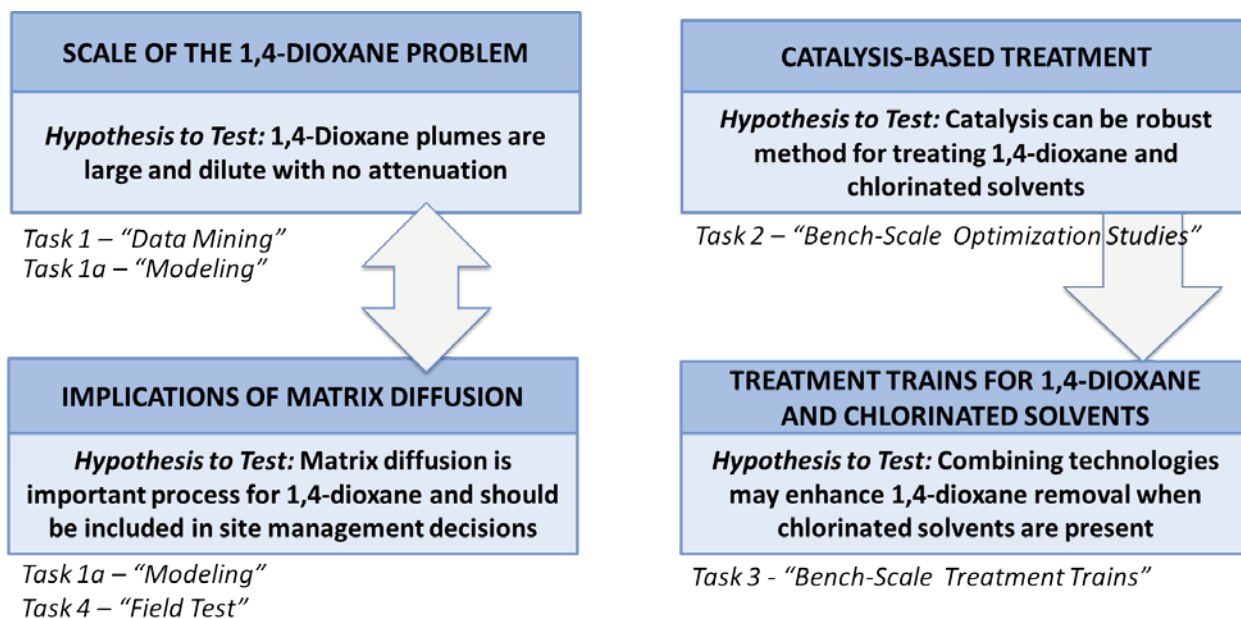 SCALE OF THE 1,4-DIOXANE PROBLEM
Hypothesis to Test: 1,4-Dioxane plumes are
large and dilute with no attenuation
Task 1 – “Data Mining”
Task 1a – “Modeling”
IMPLICATIONS OF MATRIX DIFFUSION
Hypothesis to Test: Matrix diffusion is
important process for 1,4-dioxane and should
be included in site management decisions
Task 1a – “Modeling”
Task 4 – “Field Test”
CATALYSIS-BASED TREATMENT
Hypothesis to Test: Catalysis can be robust
method for treating 1,4-dioxane and
chlorinated solvents
Task 2 – “Bench-Scale Optimization Studies”
TREATMENT TRAINS FOR 1,4-DIOXANE
AND CHLORINATED SOLVENTS
Hypothesis to Test: Combining technologies
may enhance 1,4-dioxane removal when
chlorinated solvents are present
Task 3 - “Bench-Scale Treatment Trains”